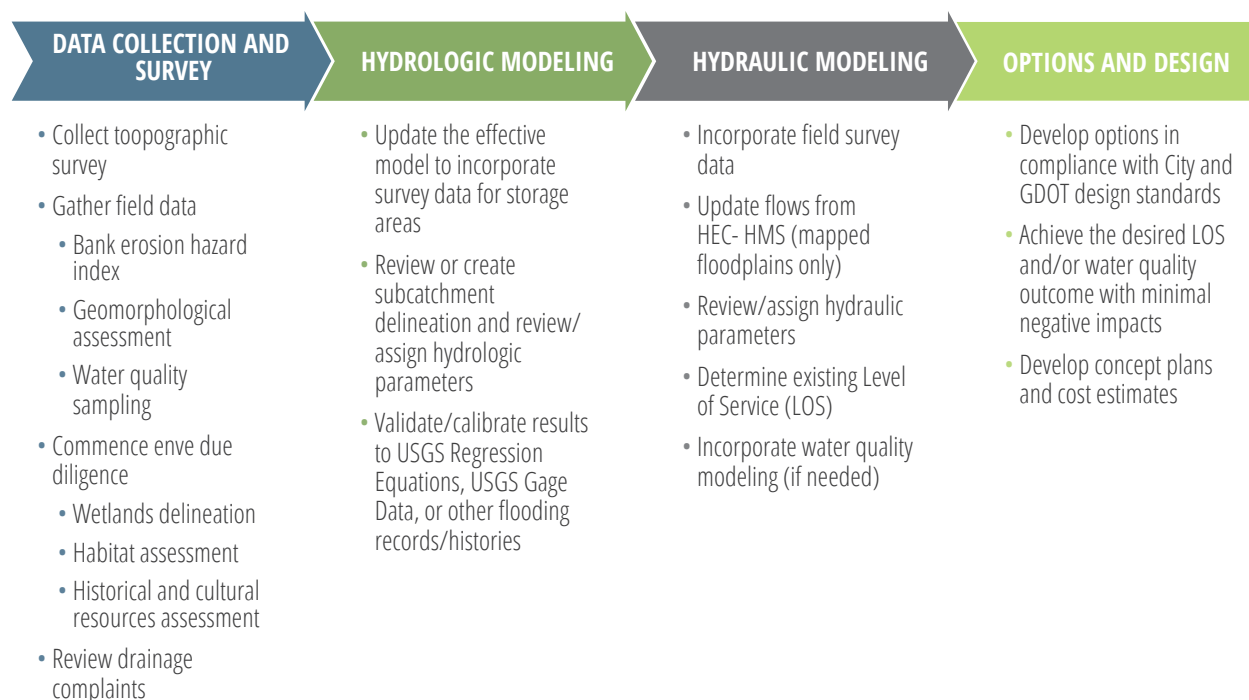 DATA COLLECTION AND
SURVEY
• Collect toopographic
survey
• Gather field data
• Bank erosion hazard
index
• Geomorphological
assessment
• Water quality
sampling
• Commence enve due
diligence
• Wetlands delineation
• Habitat assessment
• Historical and cultural
resources assessment
• Review drainage
complaints
HYDROLOGIC MODELING
• Update the effective
model to incorporate
survey data for storage
areas
• Review or create
subcatchment
delineation and review/
assign hydrologic
parameters
• Validate/calibrate results
to USGS Regression
Equations, USGS Gage
Data, or other flooding
records/histories
HYDRAULIC MODELING
• Incorporate field survey
data
• Update flows from
HEC- HMS (mapped
floodplains only)
• Review/assign hydraulic
parameters
• Determine existing Level
of Service (LOS)
• Incorporate water quality
modeling (if needed)
OPTIONS AND DESIGN
• Develop options in
compliance with City and
GDOT design standards
• Achieve the desired LOS
and/or water quality
outcome with minimal
negative impacts
• Develop concept plans
and cost estimates